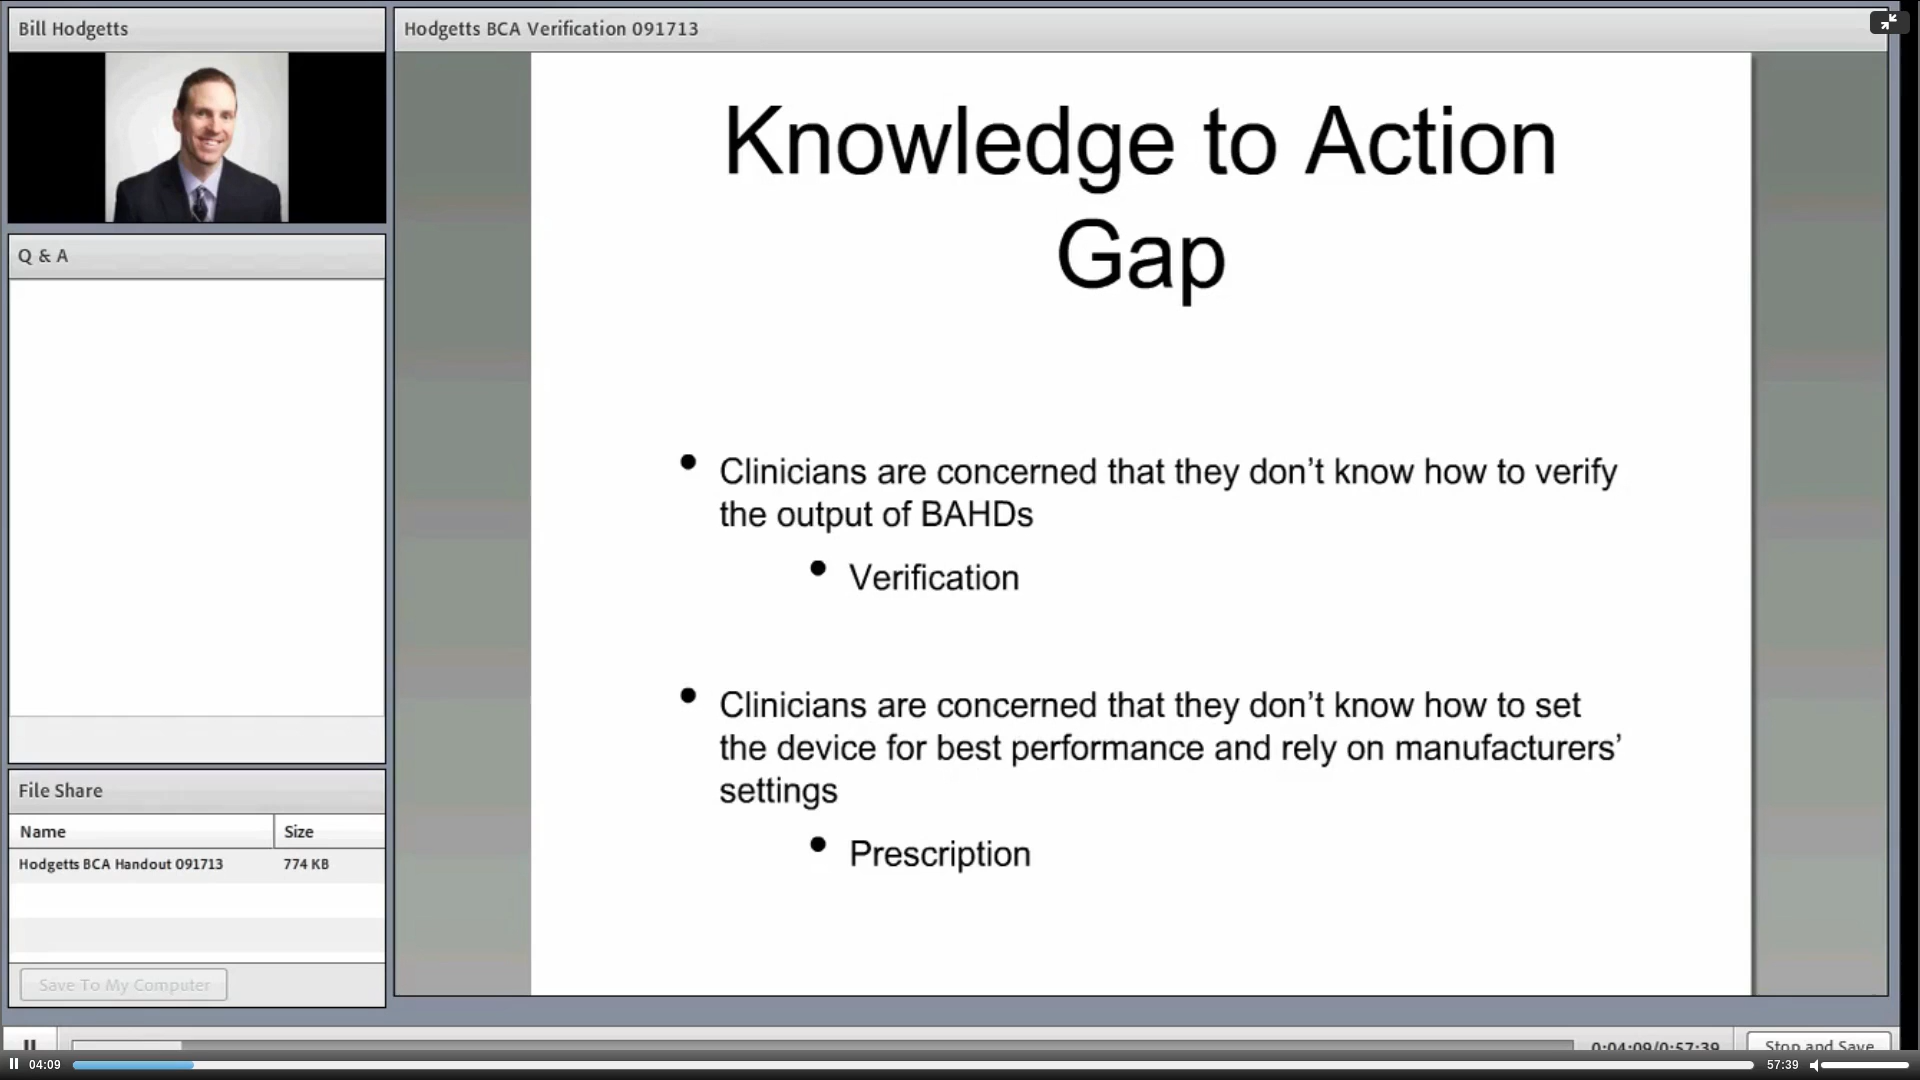 Bill Hodgetts
Hodgetts BCA Verification 091713
Q & A
File Share
Name Size
Hodgetts BCA Handout 091713 774 KB
Save To My Computer
Knowledge to Action
Gap
Clinicians are concerned that they don’t know how to verify
the output of BAHDs
Verification
Clinicians are concerned that they don’t know how to set
the device for best performance and rely on manufacturers’
settings
Prescription
0:04:09/0:57:39
Stop and Save
04:09
57:39